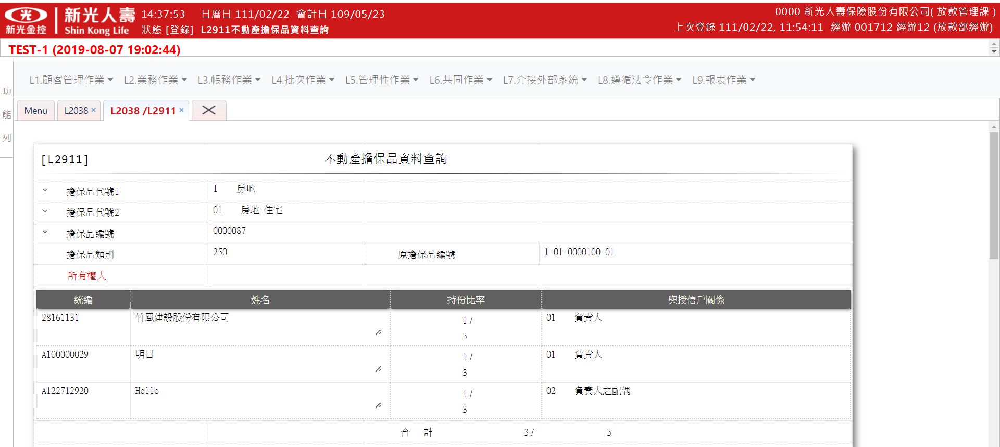 新光金控 新光人壽 Shin Kong Life
14:37:53 日曆日 111/02/22 會計日 109/05/23
狀態 [登錄] L2911不動產擔保品資料查詢
0000 新光人壽保險股份有限公司( 放款管理課 )
上次登錄 111/02/22, 11:54:11 經辦 001712 經辦12 (放款部經辦)
TEST-1 (2019-08-07 19:02:44)
功
能
列
L1.顧客管理作業 L2.業務作業 L3.帳務作業 L4.批次作業 L5.管理性作業 L6.共同作業 L7.介接外部系統 L8.遵循法令作業 L9.報表作業
Menu L2038 × L2038 /L2911 ×
[L2911] 不動產擔保品資料查詢
* 擔保品代號1 1 房地
* 擔保品代號2 01 房地-住宅
* 擔保品編號 0000087
擔保品類別 250 原擔保品編號 1-01-0000100-01
所有權人
統編 姓名 持份比率 與授信戶關係
28161131 竹風建設股份有限公司 1 / 3 01 負責人
A100000029 明日 1 / 3 01 負責人
A122712920 Hello 1 / 3 02 負責人之配偶
合 計 3 / 3